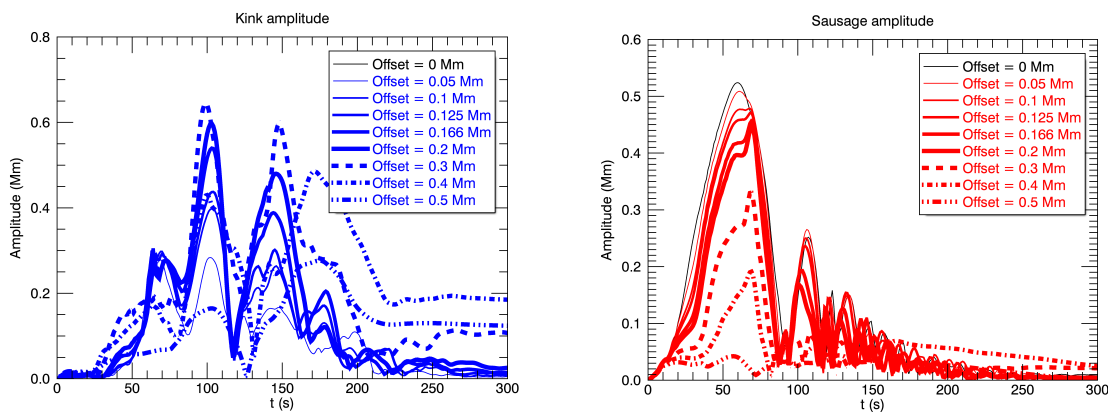 Kink amplitude
0.8
0.6
0.4
0.2
0.0
Amplitude (Mm)
Offset = 0 Mm
Offset = 0.05 Mm
Offset = 0.1 Mm
Offset = 0.125 Mm
Offset = 0.166 Mm
Offset = 0.2 Mm
Offset = 0.3 Mm
Offset = 0.4 Mm
Offset = 0.5 Mm
0 50 100 150 200 250 300
t (s)
Sausage amplitude
0.6
0.5
0.4
0.3
0.2
0.1
0.0
Amplitude (Mm)
Offset = 0 Mm
Offset = 0.05 Mm
Offset = 0.1 Mm
Offset = 0.125 Mm
Offset = 0.166 Mm
Offset = 0.2 Mm
Offset = 0.3 Mm
Offset = 0.4 Mm
Offset = 0.5 Mm
0 50 100 150 200 250 300
t (s)